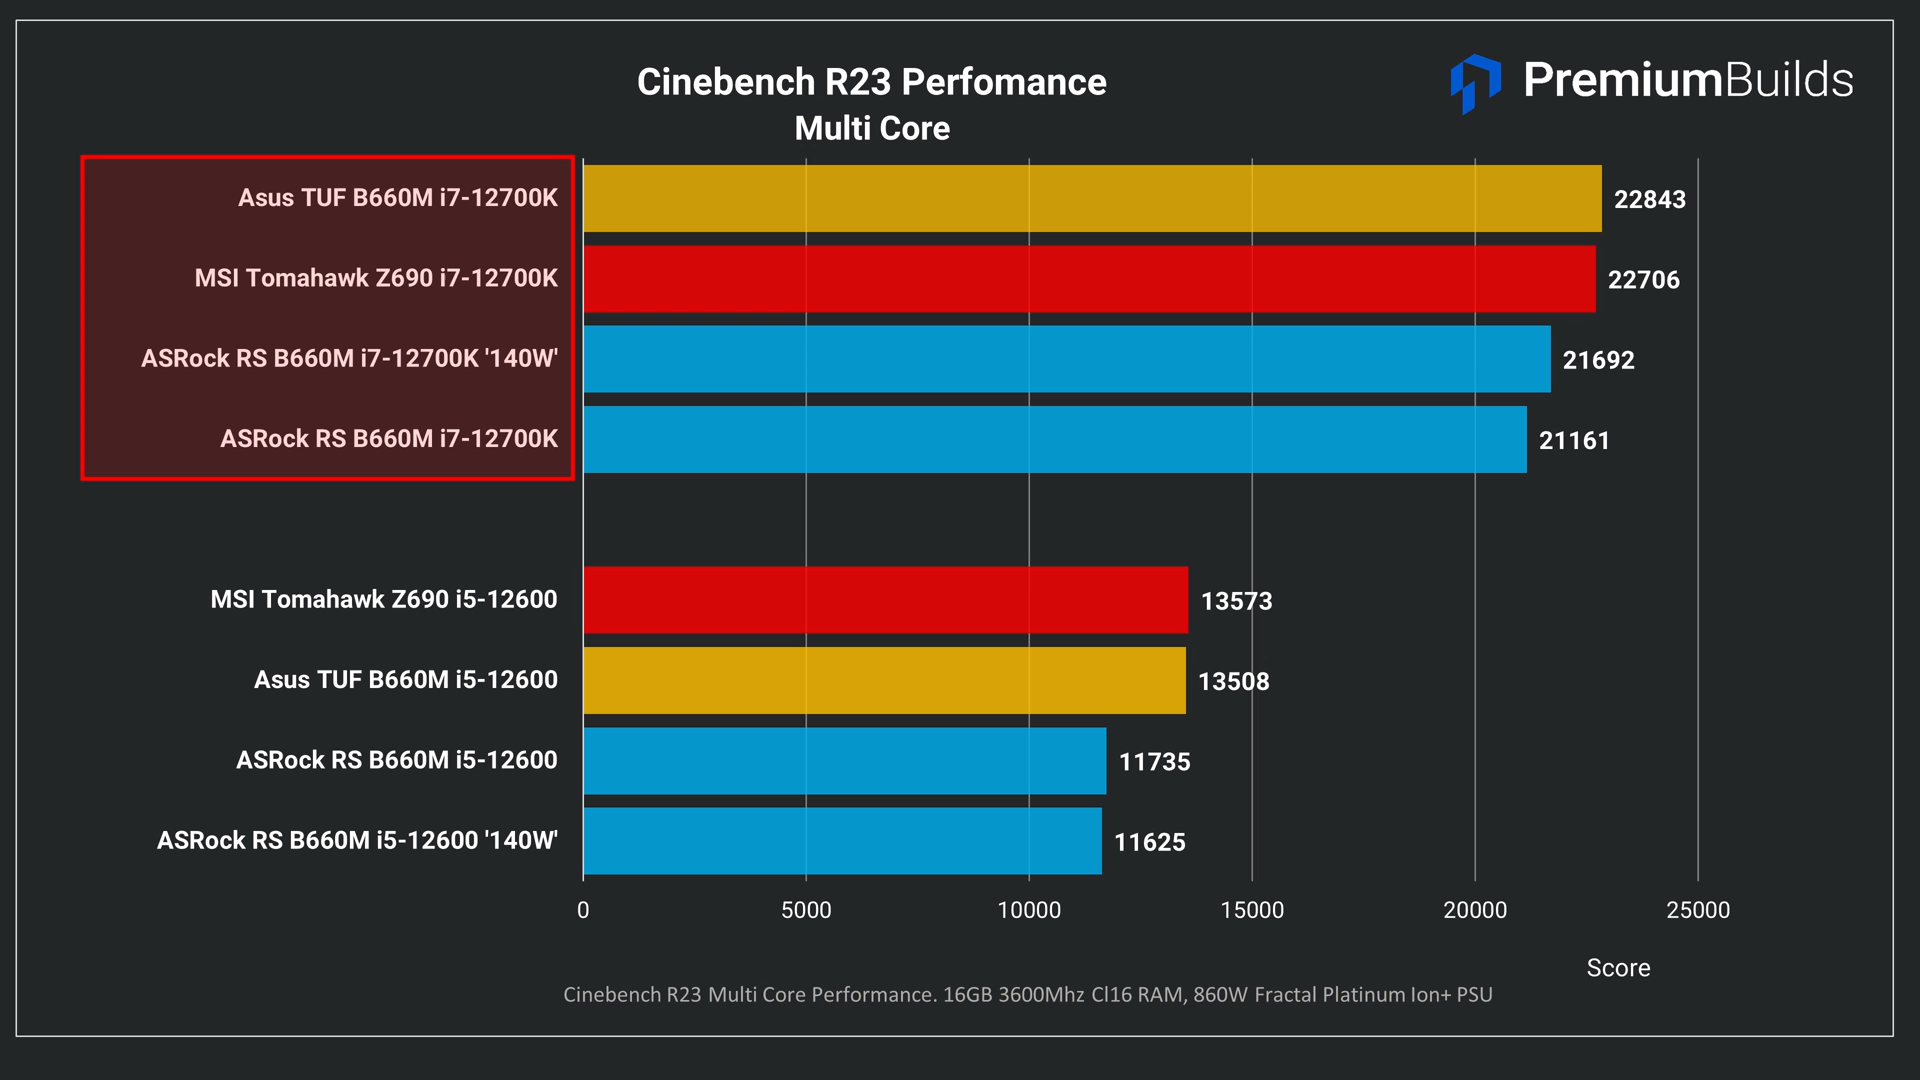 Cinebench R23 Perfomance
Multi Core
PremiumBuilds
Asus TUF B660M i7-12700K 22843
MSI Tomahawk Z690 i7-12700K 22706
ASRock RS B660M i7-12700K '140W' 21692
ASRock RS B660M i7-12700K 21161
MSI Tomahawk Z690 i5-12600 13573
Asus TUF B660M i5-12600 13508
ASRock RS B660M i5-12600 11735
ASRock RS B660M i5-12600 '140W' 11625
0 5000 10000 15000 20000 25000
Score
Cinebench R23 Multi Core Performance. 16GB 3600Mhz Cl16 RAM, 860W Fractal Platinum Ion+ PSU